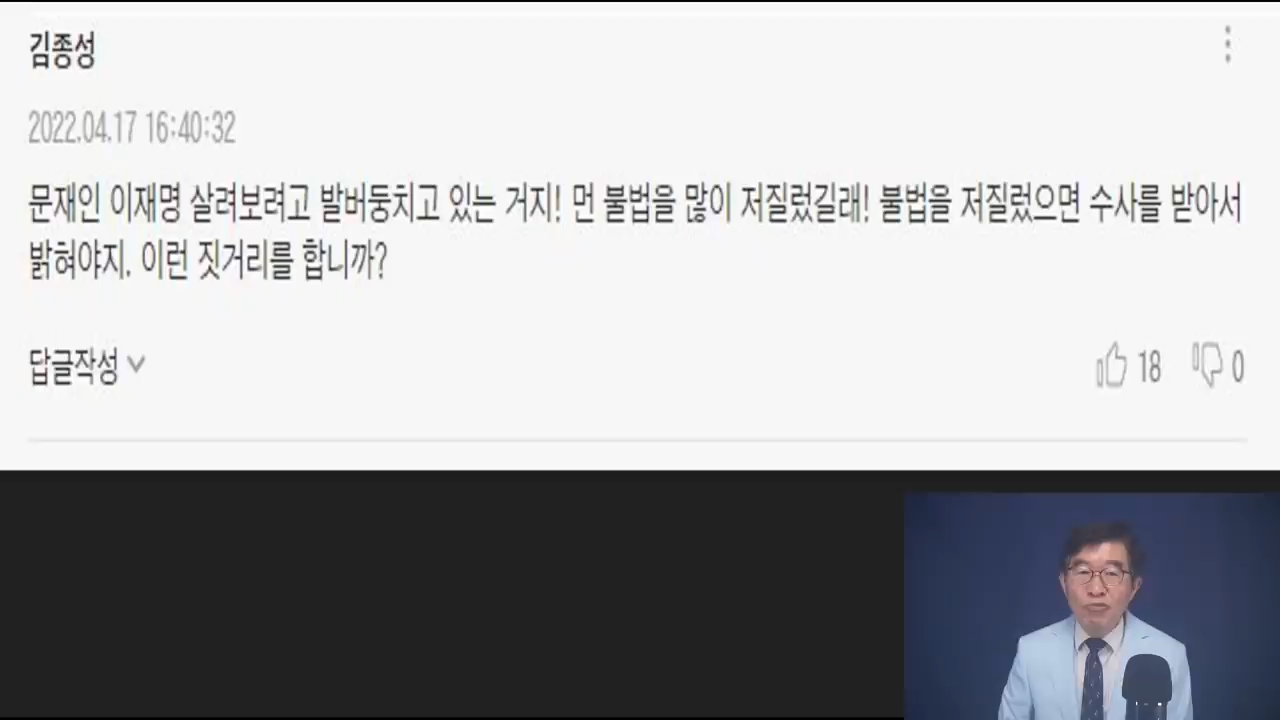 김종성
2022.04.17 16:40:32
문재인 이재명 살려보려고 발버둥치고 있는 거지! 먼 불법을 많이 저질렀길래! 불법을 저질렀으면 수사를 받아서
밝혀야지. 이런 짓거리를 합니까?
답글작성
18 0